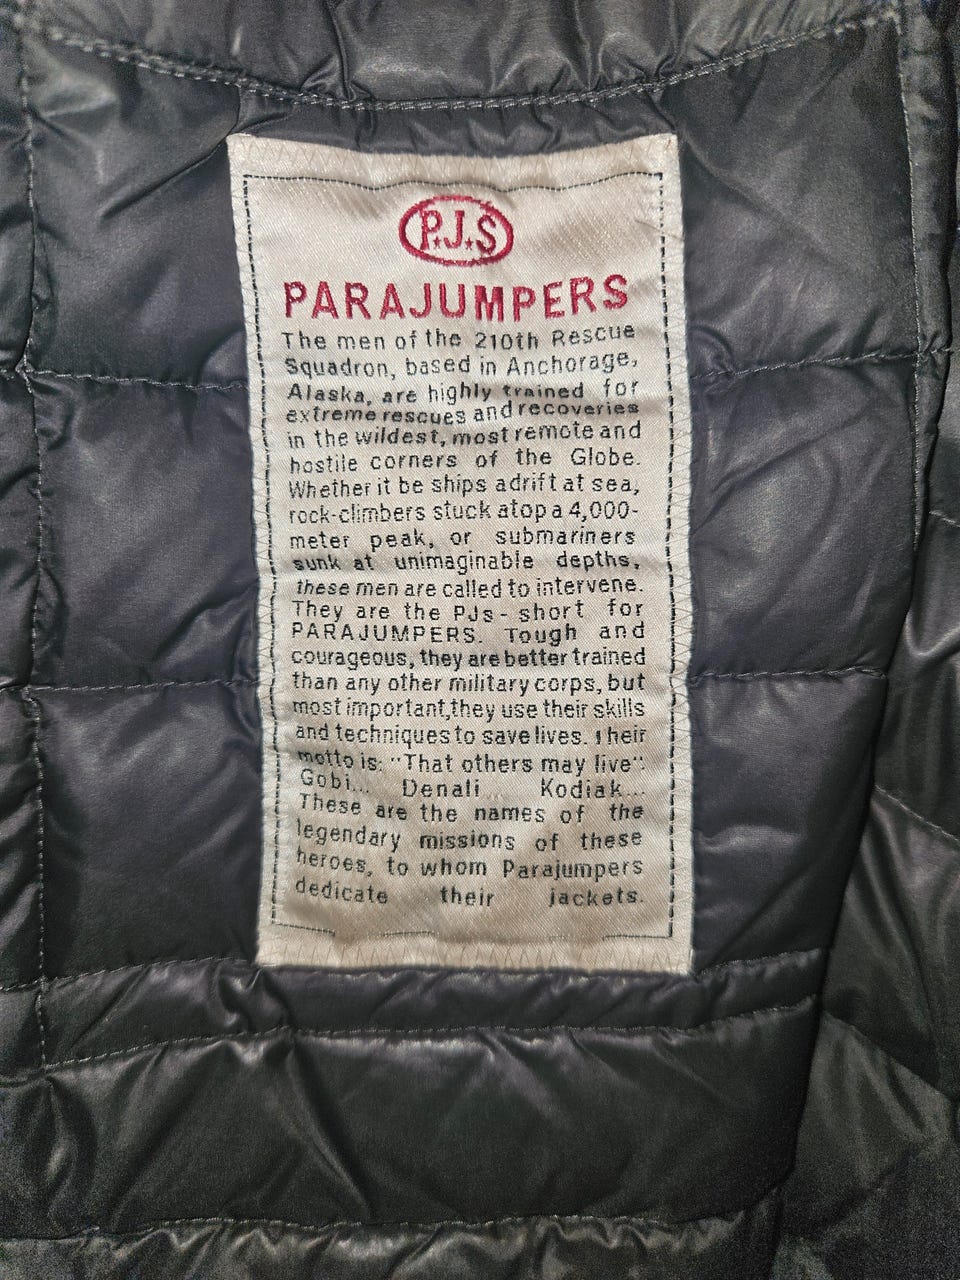 P.J.S
PARAJUMPERS
The men of the 210th Rescue
Squadron, based in Anchorage,
Alaska, are highly trained for
extreme rescues and recoveries
in the wildest, most remote and
hostile corners of the Globe.
Whether it be ships adrift at sea,
rock-climbers stuck atop a 4,000-
meter peak, or submariners
sunk at unimaginable depths,
these men are called to intervene.
They are the PJs - short for
PARAJUMPERS. Tough and
courageous, they are better trained
than any other military corps, but
most important,they use their skills
and techniques to save lives. Their
motto is: "That others may live".
Gobi... Denali... Kodiak...
These are the names of the
legendary missions of these
heroes, to whom Parajumpers
dedicate their jackets.